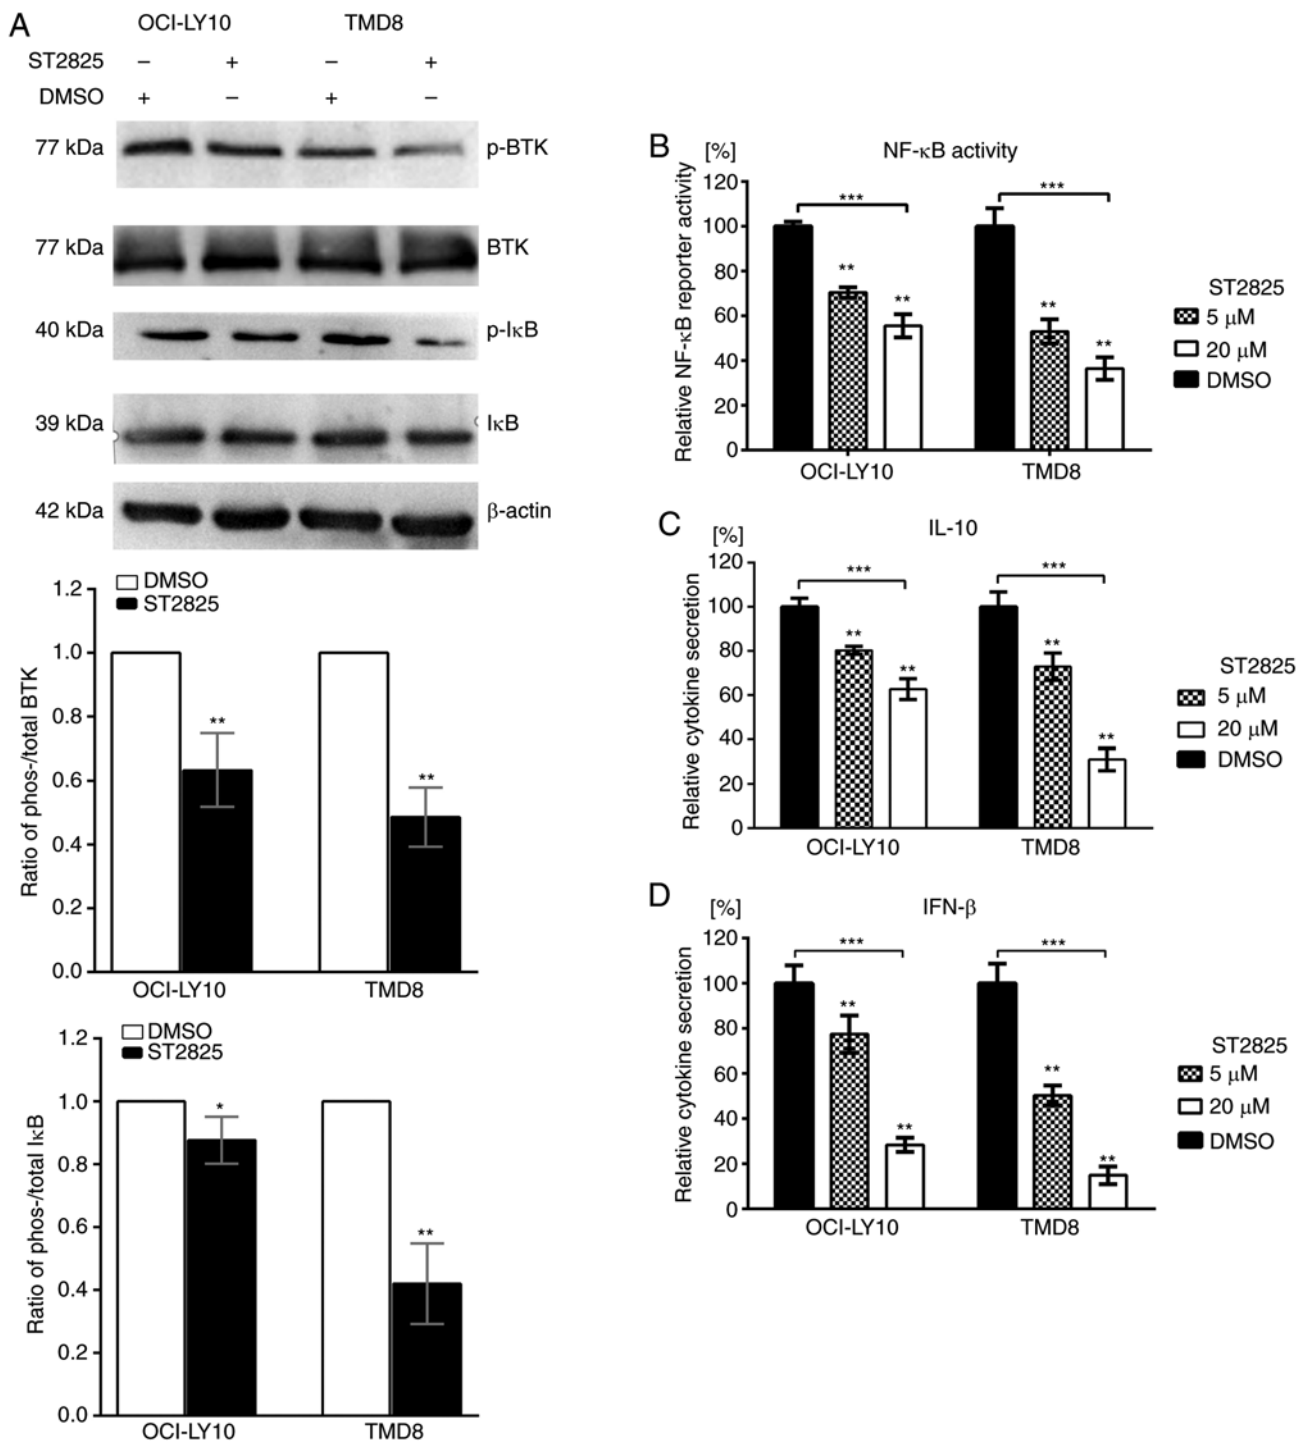 A
OCI-LY10 TMD8
ST2825 – + – +
DMSO + – + –
77 kDa p-BTK
77 kDa BTK
40 kDa p-IκB
39 kDa IκB
42 kDa β-actin
DMSO
ST2825
Ratio of phos-/total BTK
1.2
1.0
0.8
0.6
0.4
0.2
0.0
**
**
OCI-LY10 TMD8
DMSO
ST2825
Ratio of phos-/total IκB
1.2
1.0
0.8
0.6
0.4
0.2
0.0
*
**
OCI-LY10 TMD8
B
[%] NF-κB activity
Relative NF-κB reporter activity
120
100
80
60
40
20
0
*** ***
** ** ** **
OCI-LY10 TMD8
ST2825
5 μM
20 μM
DMSO
C
[%] IL-10
Relative cytokine secretion
120
100
80
60
40
20
0
*** ***
** ** ** **
OCI-LY10 TMD8
ST2825
5 μM
20 μM
DMSO
D
[%] IFN-β
Relative cytokine secretion
120
100
80
60
40
20
0
*** ***
** ** ** **
OCI-LY10 TMD8
ST2825
5 μM
20 μM
DMSO